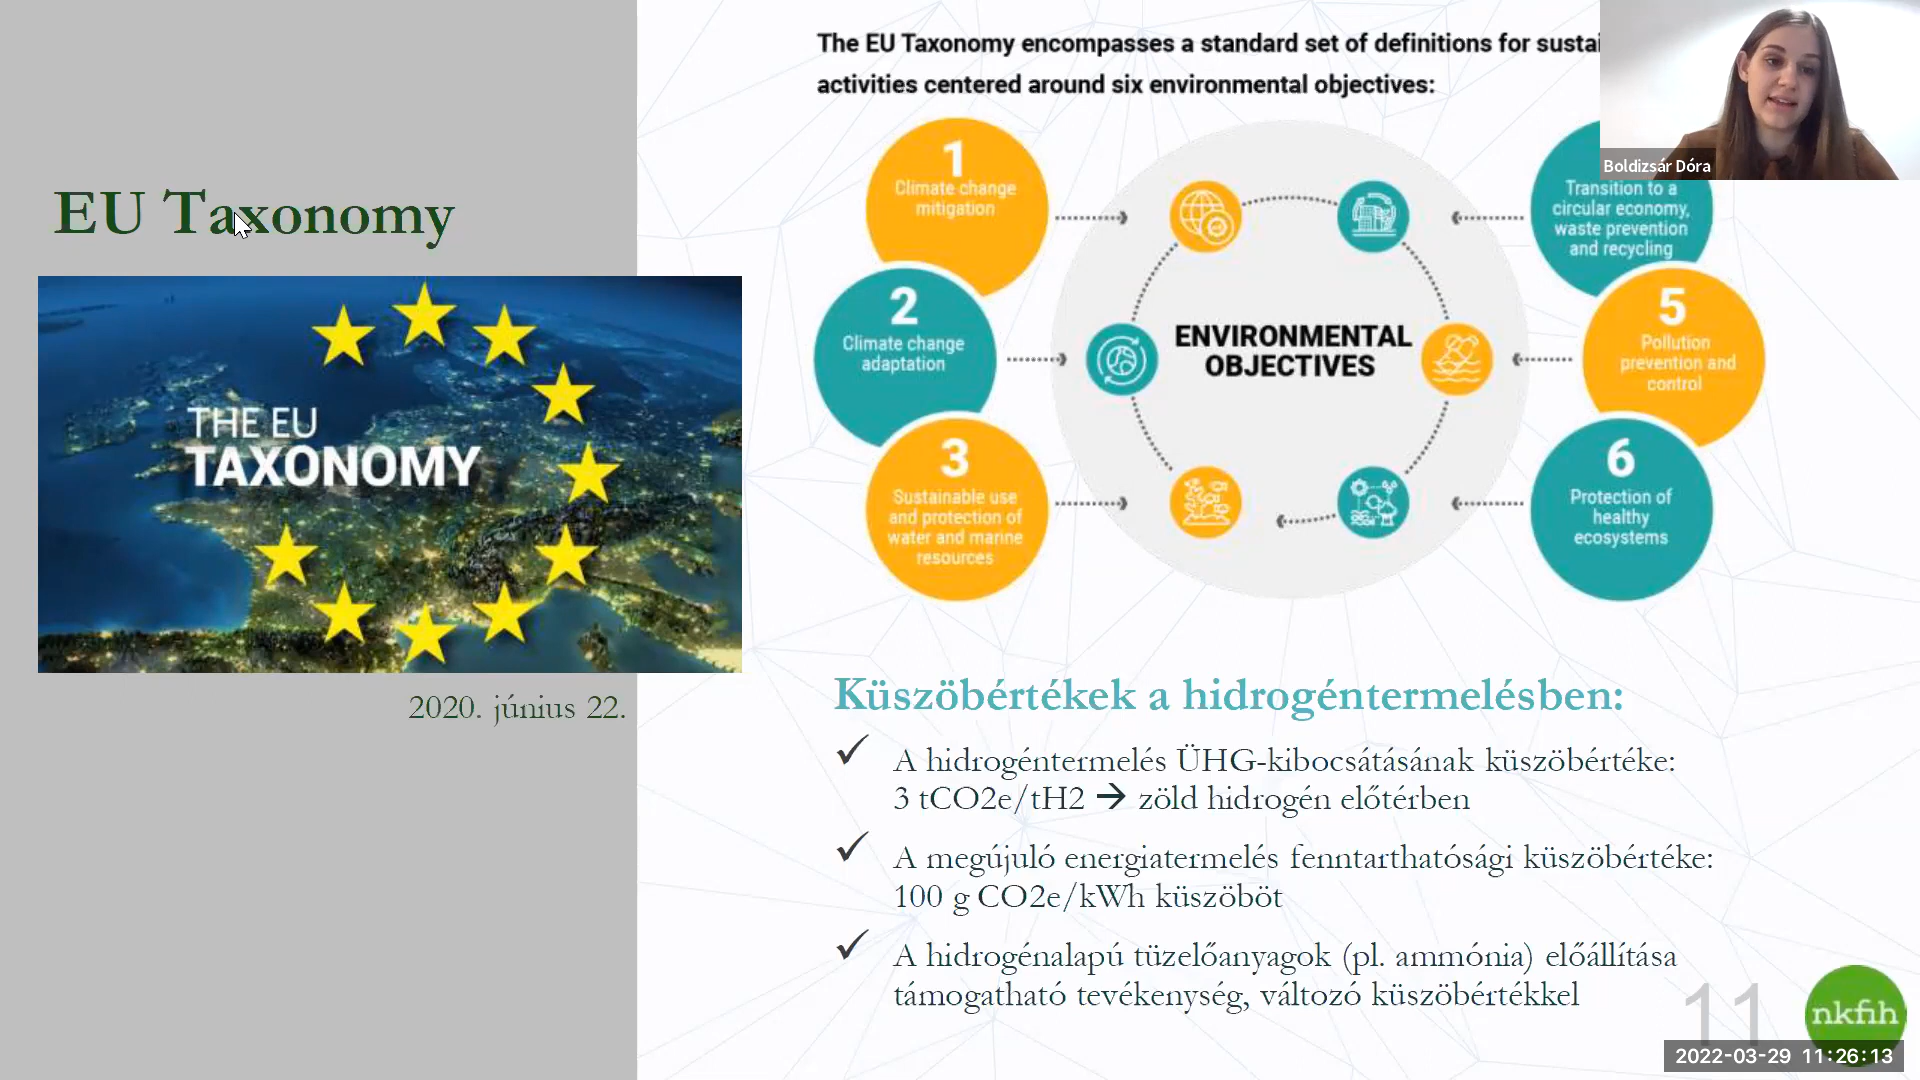 The EU Taxonomy encompasses a standard set of definitions for
activities centered around six environmental objectives:
Boldizsár Dóra
EU Taxonomy
THE EU
TAXONOMY
2020. június 22.
1
Climate change
mitigation
2
Climate change
adaptation
3
Sustainable use
and protection of
water and marine
resources
ENVIRONMENTAL
OBJECTIVES
Transition to a
circular economy,
waste prevention
and recycling
5
Pollution
prevention and
control
6
Protection of
healthy
ecosystems
Küszöbértékek a hidrogéntermelésben:
✓ A hidrogéntermelés ÜHG-kibocsátásának küszöbértéke:
3 tCO2e/tH2 → zöld hidrogén előtérben
✓ A megújuló energiatermelés fenntarthatósági küszöbértéke:
100 g CO2e/kWh küszöböt
✓ A hidrogénalapú tüzelőanyagok (pl. ammónia) előállítása
támogatható tevékenység, változó küszöbértékkel
11
nkfih
2022-03-29 11:26:13